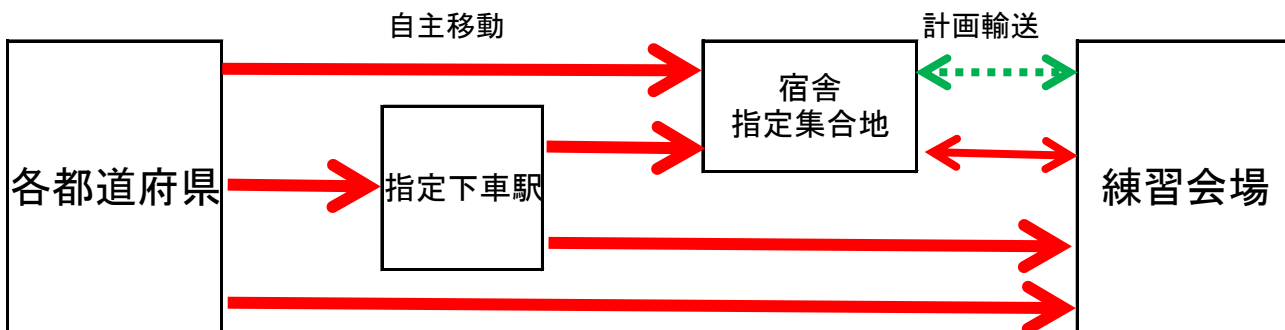 自主移動
計画輸送
宿舎
指定集合地
各都道府県
指定下車駅
練習会場